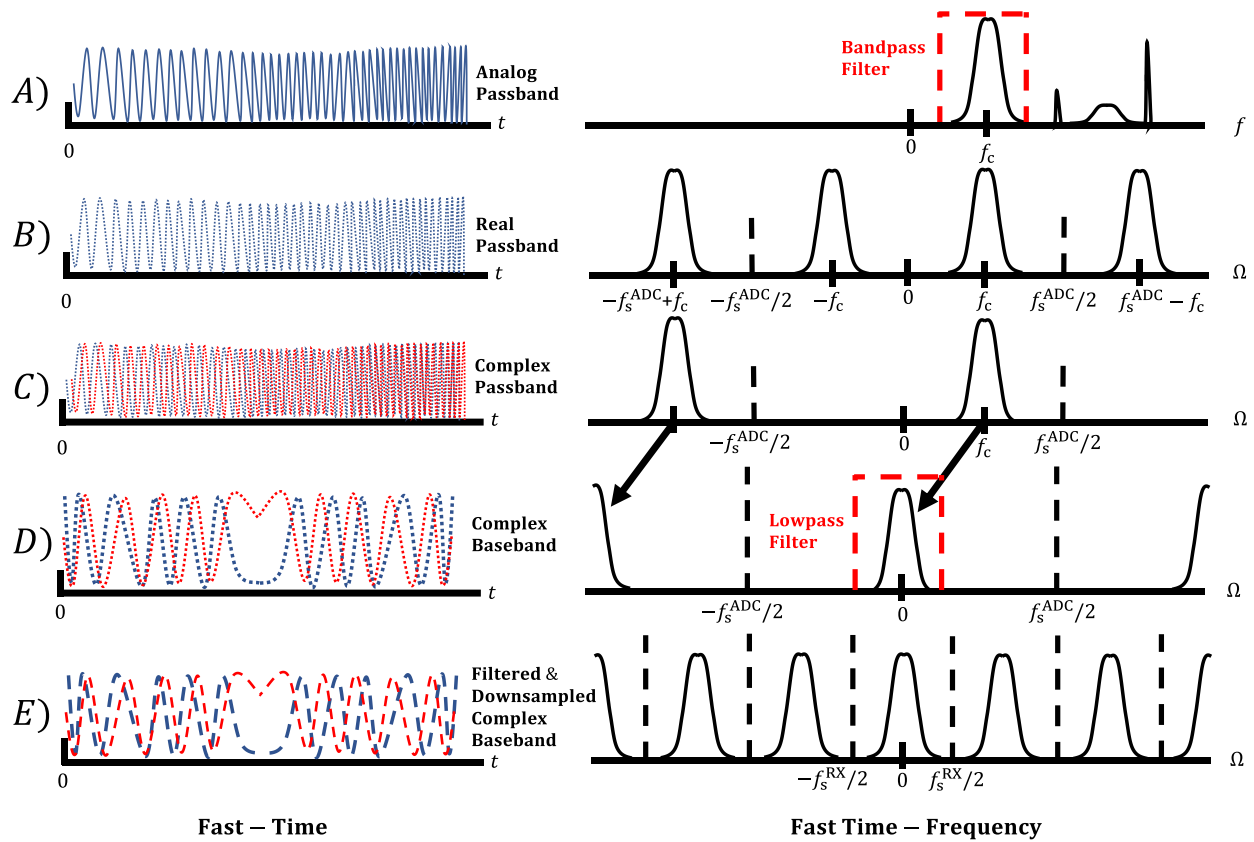 A)
Analog
Passband
t
0
Bandpass
Filter
0
f_c
f
B)
Real
Passband
t
0
−f_s^ADC+f_c
−f_s^ADC/2
−f_c
0
f_c
f_s^ADC/2
f_s^ADC − f_c
Ω
C)
Complex
Passband
t
0
−f_s^ADC/2
0
f_c
f_s^ADC/2
Ω
D)
Complex
Baseband
t
0
Lowpass
Filter
−f_s^ADC/2
0
f_s^ADC/2
Ω
E)
Filtered &
Downsampled
Complex
Baseband
t
0
−f_s^RX/2
0
f_s^RX/2
Ω
Fast − Time
Fast Time − Frequency